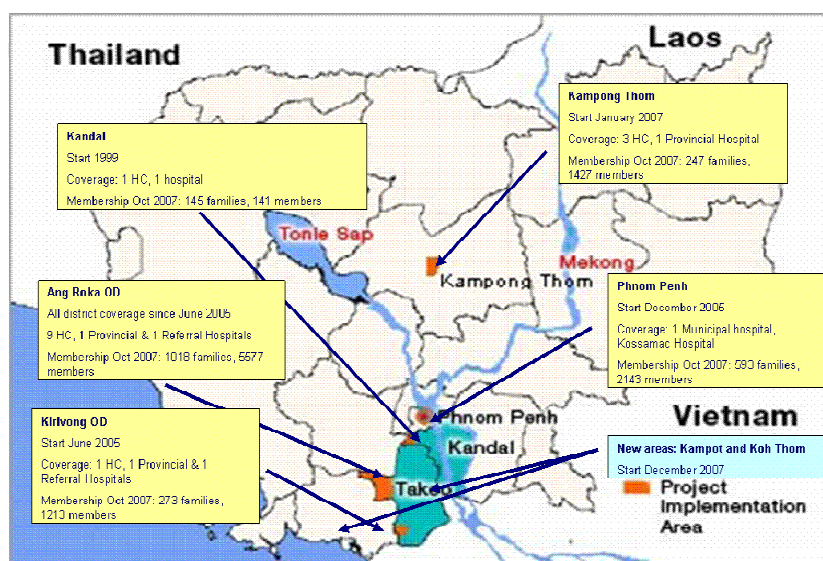 Thailand
Laos
Kampong Thom
Start January 2007
Coverage: 3 HC, 1 Provincial Hospital
Membership Oct 2007: 247 families,
1427 members
Kandal
Start 1999
Coverage: 1 HC, 1 hospital
Membership Oct 2007: 145 families, 141 members
Tonle Sap
Mekong
Kampong Thom
Ang Roka OD
All district coverage since June 2005
9 HC, 1 Provincial & 1 Referral Hospitals
Membership Oct 2007: 1018 families, 5577
members
Phnom Penh
Start December 2006
Coverage: 1 Municipal hospital,
Kossamac Hospital
Membership Oct 2007: 593 families,
2143 members
Kirivong OD
Start June 2005
Coverage: 1 HC, 1 Provincial & 1
Referral Hospitals
Membership Oct 2007: 273 families,
1213 members
Phnom Penh
Kandal
Takeo
Vietnam
New areas: Kampot and Koh Thom
Start December 2007
Project
Implementation
Area